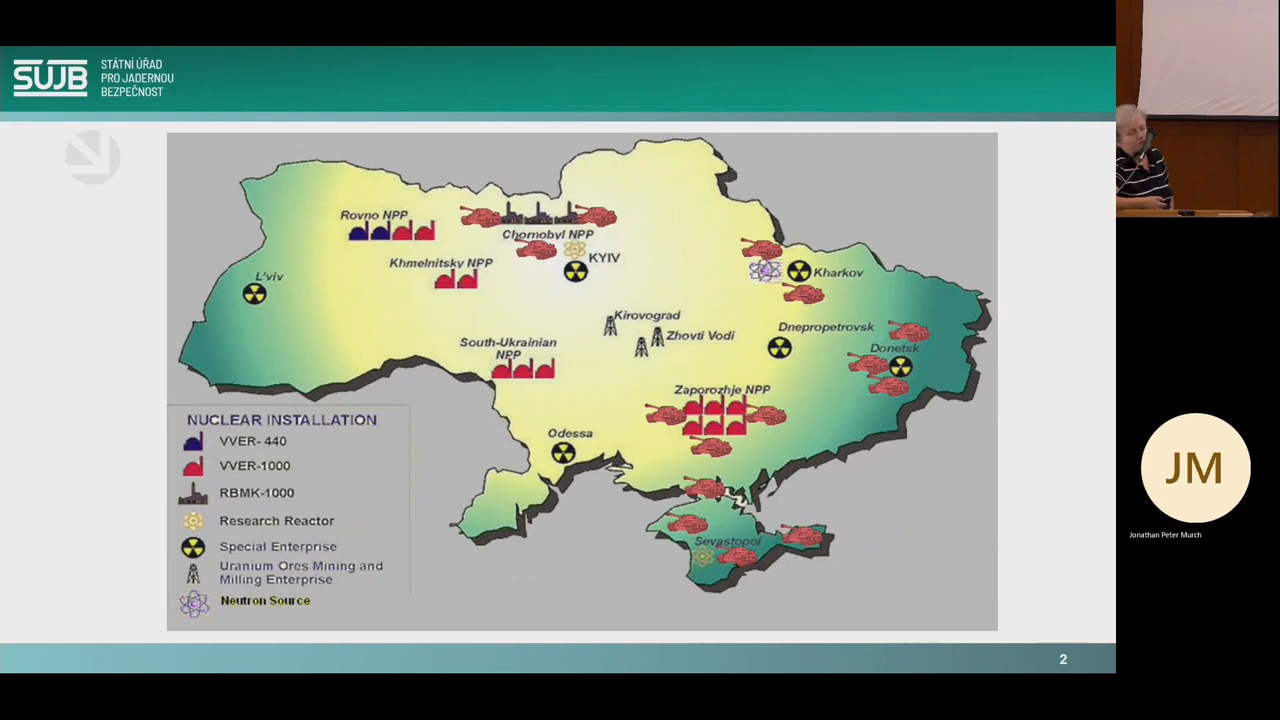 SÚJB
STÁTNÍ ÚŘAD
PRO JADERNOU
BEZPEČNOST
Rovno NPP
Chornobyl NPP
KYIV
Khmelnitsky NPP
L'viv
Kharkov
Kirovograd
Zhovti Vodi
Dnepropetrovsk
South-Ukrainian
NPP
Donetsk
Zaporozhje NPP
Odessa
Sevastopol
NUCLEAR INSTALLATION
VVER- 440
VVER-1000
RBMK-1000
Research Reactor
Special Enterprise
Uranium Ores Mining and
Milling Enterprise
Neutron Source
2
JM
Jonathan Peter Murch